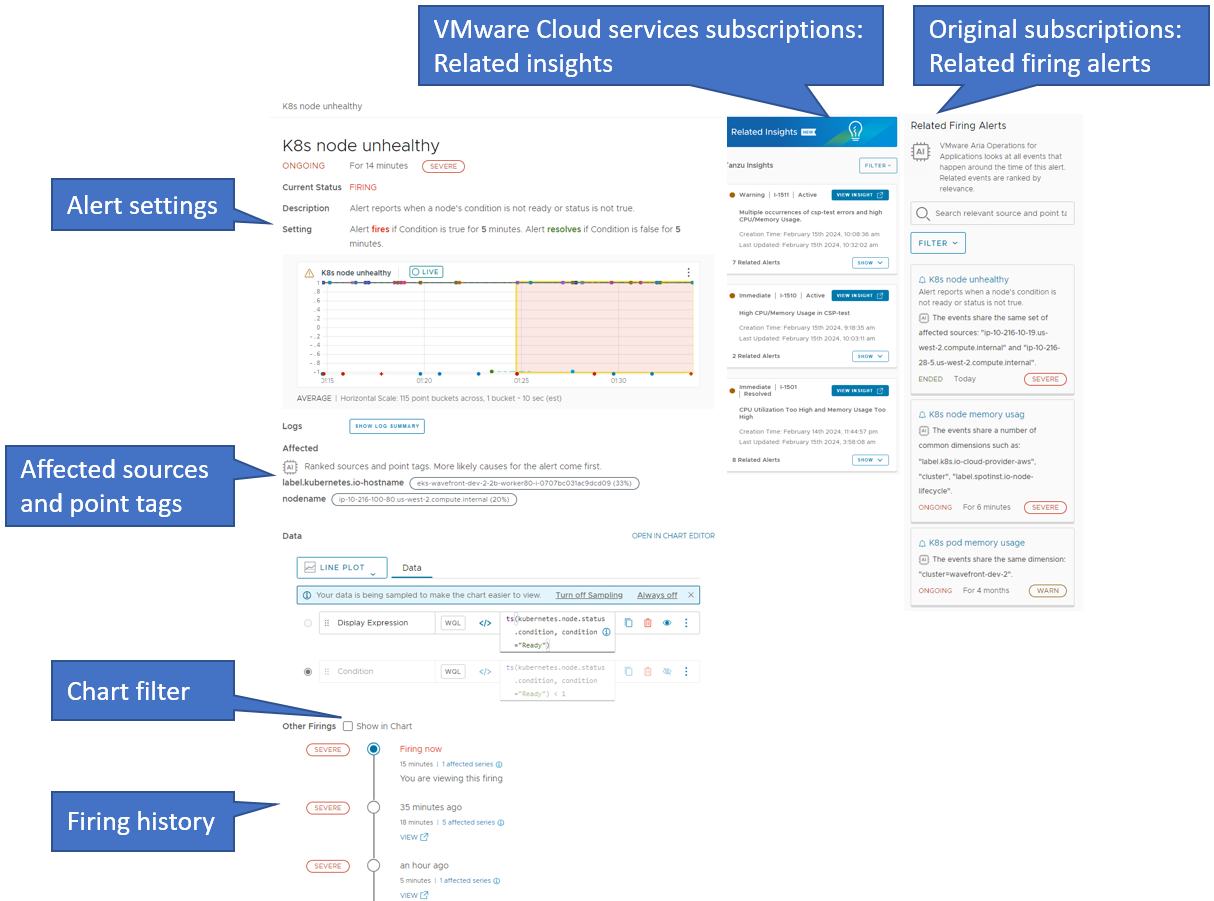 VMware Cloud services subscriptions:
Related insights
Original subscriptions:
Related firing alerts
K8s node unhealthy
K8s node unhealthy
ONGOING For 14 minutes SEVERE
Current Status FIRING
Description Alert reports when a node's condition is not ready or status is not true.
Setting Alert fires if Condition is true for 5 minutes. Alert resolves if Condition is false for 5
minutes.
Alert settings
K8s node unhealthy LIVE
1
.8
.6
.4
.2
0
-.2
-.4
-.6
-.8
-1
01:15 01:20 01:25 01:30
AVERAGE | Horizontal Scale: 115 point buckets across, 1 bucket ~ 10 sec (est)
Logs SHOW LOG SUMMARY
Affected
AI Ranked sources and point tags. More likely causes for the alert come first.
label.kubernetes.io-hostname eks-wavefront-dev-2-2b-worker80-i-0707bc031ac9dcd09 (33%)
nodename ip-10-216-100-80.us-west-2.compute.internal (20%)
Affected sources
and point tags
Data OPEN IN CHART EDITOR
LINE PLOT Data
Your data is being sampled to make the chart easier to view. Turn off Sampling Always off
Display Expression WQL </> ts(kubernetes.node.status
.condition, condition
="Ready")
Condition WQL </> ts(kubernetes.node.status
.condition, condition
="Ready") < 1
Chart filter
Other Firings Show in Chart
SEVERE Firing now
15 minutes | 1 affected series
You are viewing this firing
Firing history
SEVERE 35 minutes ago
18 minutes | 5 affected series
VIEW
SEVERE an hour ago
5 minutes | 1 affected series
VIEW
Related Insights NEW
Tanzu Insights FILTER
Warning | I-1511 | Active VIEW INSIGHT
Multiple occurrences of csp-test errors and high
CPU/Memory Usage.
Creation Time: February 15th 2024, 10:08:36 am
Last Updated: February 15th 2024, 10:32:02 am
7 Related Alerts SHOW
Immediate | I-1510 | Active VIEW INSIGHT
High CPU/Memory Usage in CSP-test
Creation Time: February 15th 2024, 9:18:35 am
Last Updated: February 15th 2024, 10:03:11 am
2 Related Alerts SHOW
Immediate | I-1501
| Resolved VIEW INSIGHT
CPU Utilization Too High and Memory Usage Too
High
Creation Time: February 14th 2024, 11:44:57 pm
Last Updated: February 15th 2024, 3:58:08 am
8 Related Alerts SHOW
Related Firing Alerts
AI VMware Aria Operations for
Applications looks at all events that
happen around the time of this alert.
Related events are ranked by
relevance.
Search relevant source and point ta
FILTER
K8s node unhealthy
Alert reports when a node's condition is
not ready or status is not true.
AI The events share the same set of
affected sources: "ip-10-216-10-19.us-
west-2.compute.internal" and "ip-10-216-
28-5.us-west-2.compute.internal".
ENDED Today SEVERE
K8s node memory usag
AI The events share a number of
common dimensions such as:
"label.k8s.io-cloud-provider-aws",
"cluster", "label.spotinst.io-node-
lifecycle".
ONGOING For 6 minutes SEVERE
K8s pod memory usage
AI The events share the same dimension:
"cluster=wavefront-dev-2".
ONGOING For 4 months WARN